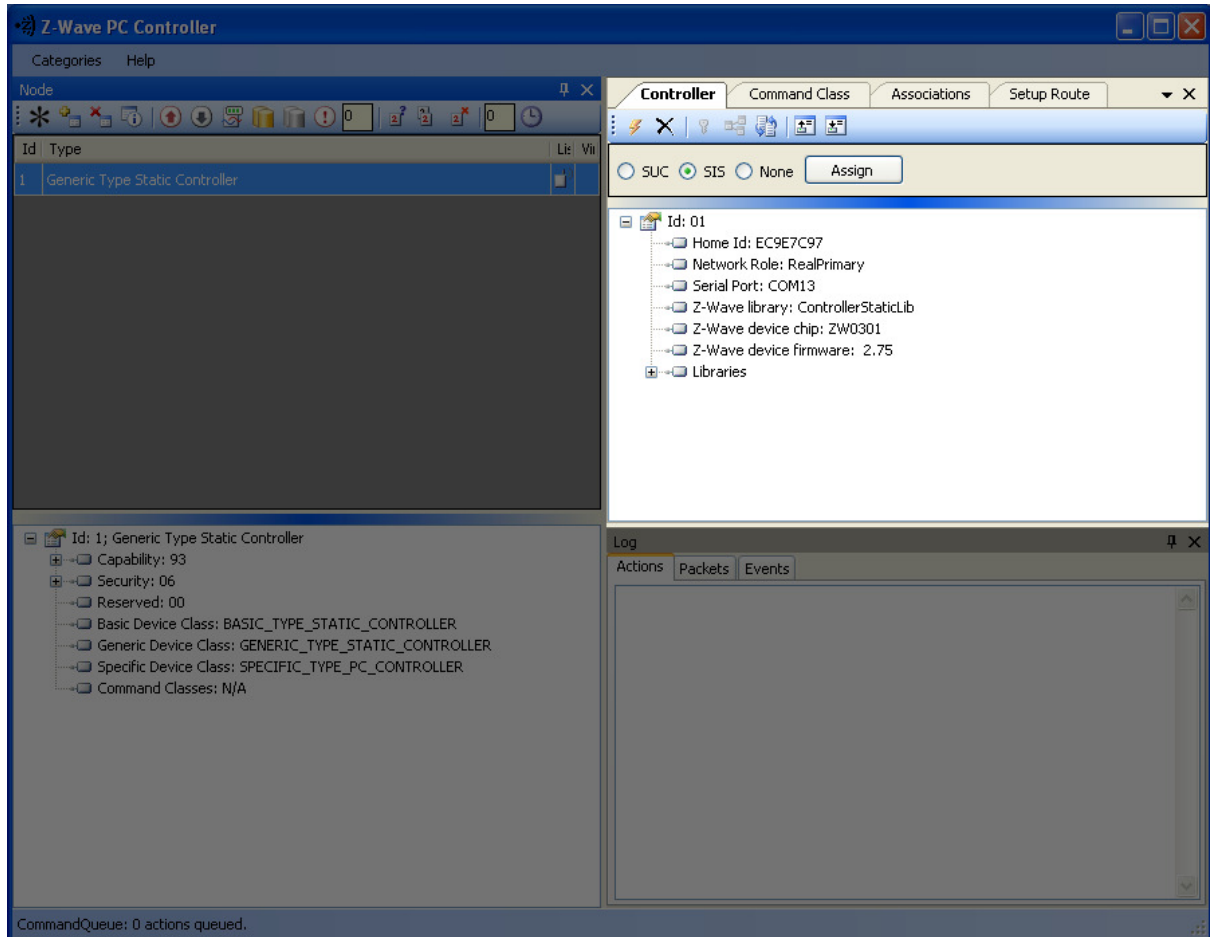 Z-Wave PC Controller
Categories Help
Node
0 0
Id Type Lis Vir
1 Generic Type Static Controller
Id: 1; Generic Type Static Controller
Capability: 93
Security: 06
Reserved: 00
Basic Device Class: BASIC_TYPE_STATIC_CONTROLLER
Generic Device Class: GENERIC_TYPE_STATIC_CONTROLLER
Specific Device Class: SPECIFIC_TYPE_PC_CONTROLLER
Command Classes: N/A
Controller Command Class Associations Setup Route
SUC SIS None Assign
Id: 01
Home Id: EC9E7C97
Network Role: RealPrimary
Serial Port: COM13
Z-Wave library: ControllerStaticLib
Z-Wave device chip: ZW0301
Z-Wave device firmware: 2.75
Libraries
Log
Actions Packets Events
CommandQueue: 0 actions queued.